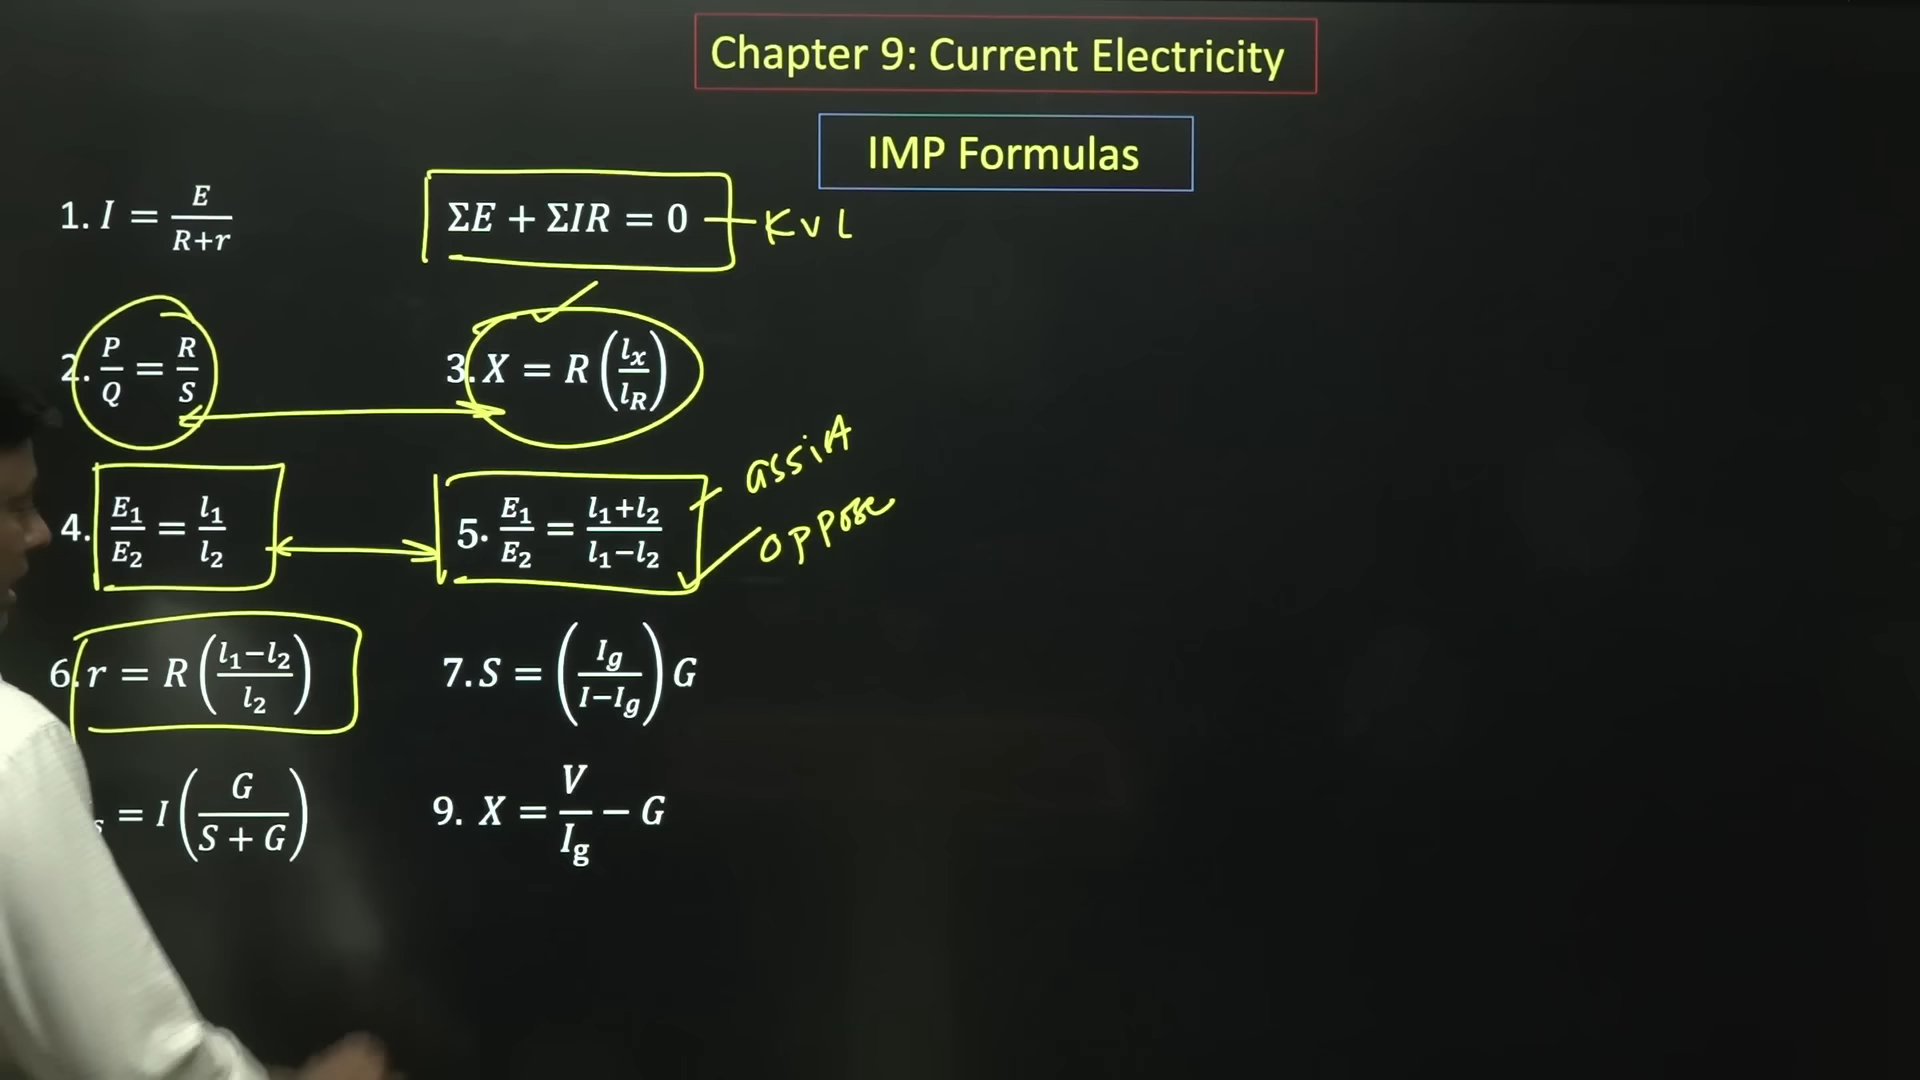 Chapter 9: Current Electricity
IMP Formulas
1. I = E/(R+r)
ΣE + ΣIR = 0
KVL
2. P/Q = R/S
3. X = R (lx/lR)
4. E₁/E₂ = l₁/l₂
5. E₁/E₂ = (l₁+l₂)/(l₁−l₂)
assist
oppose
6. r = R ((l₁−l₂)/l₂)
7. S = (Ig/(I−Ig)) G
s = I (G/(S + G))
9. X = V/Ig − G